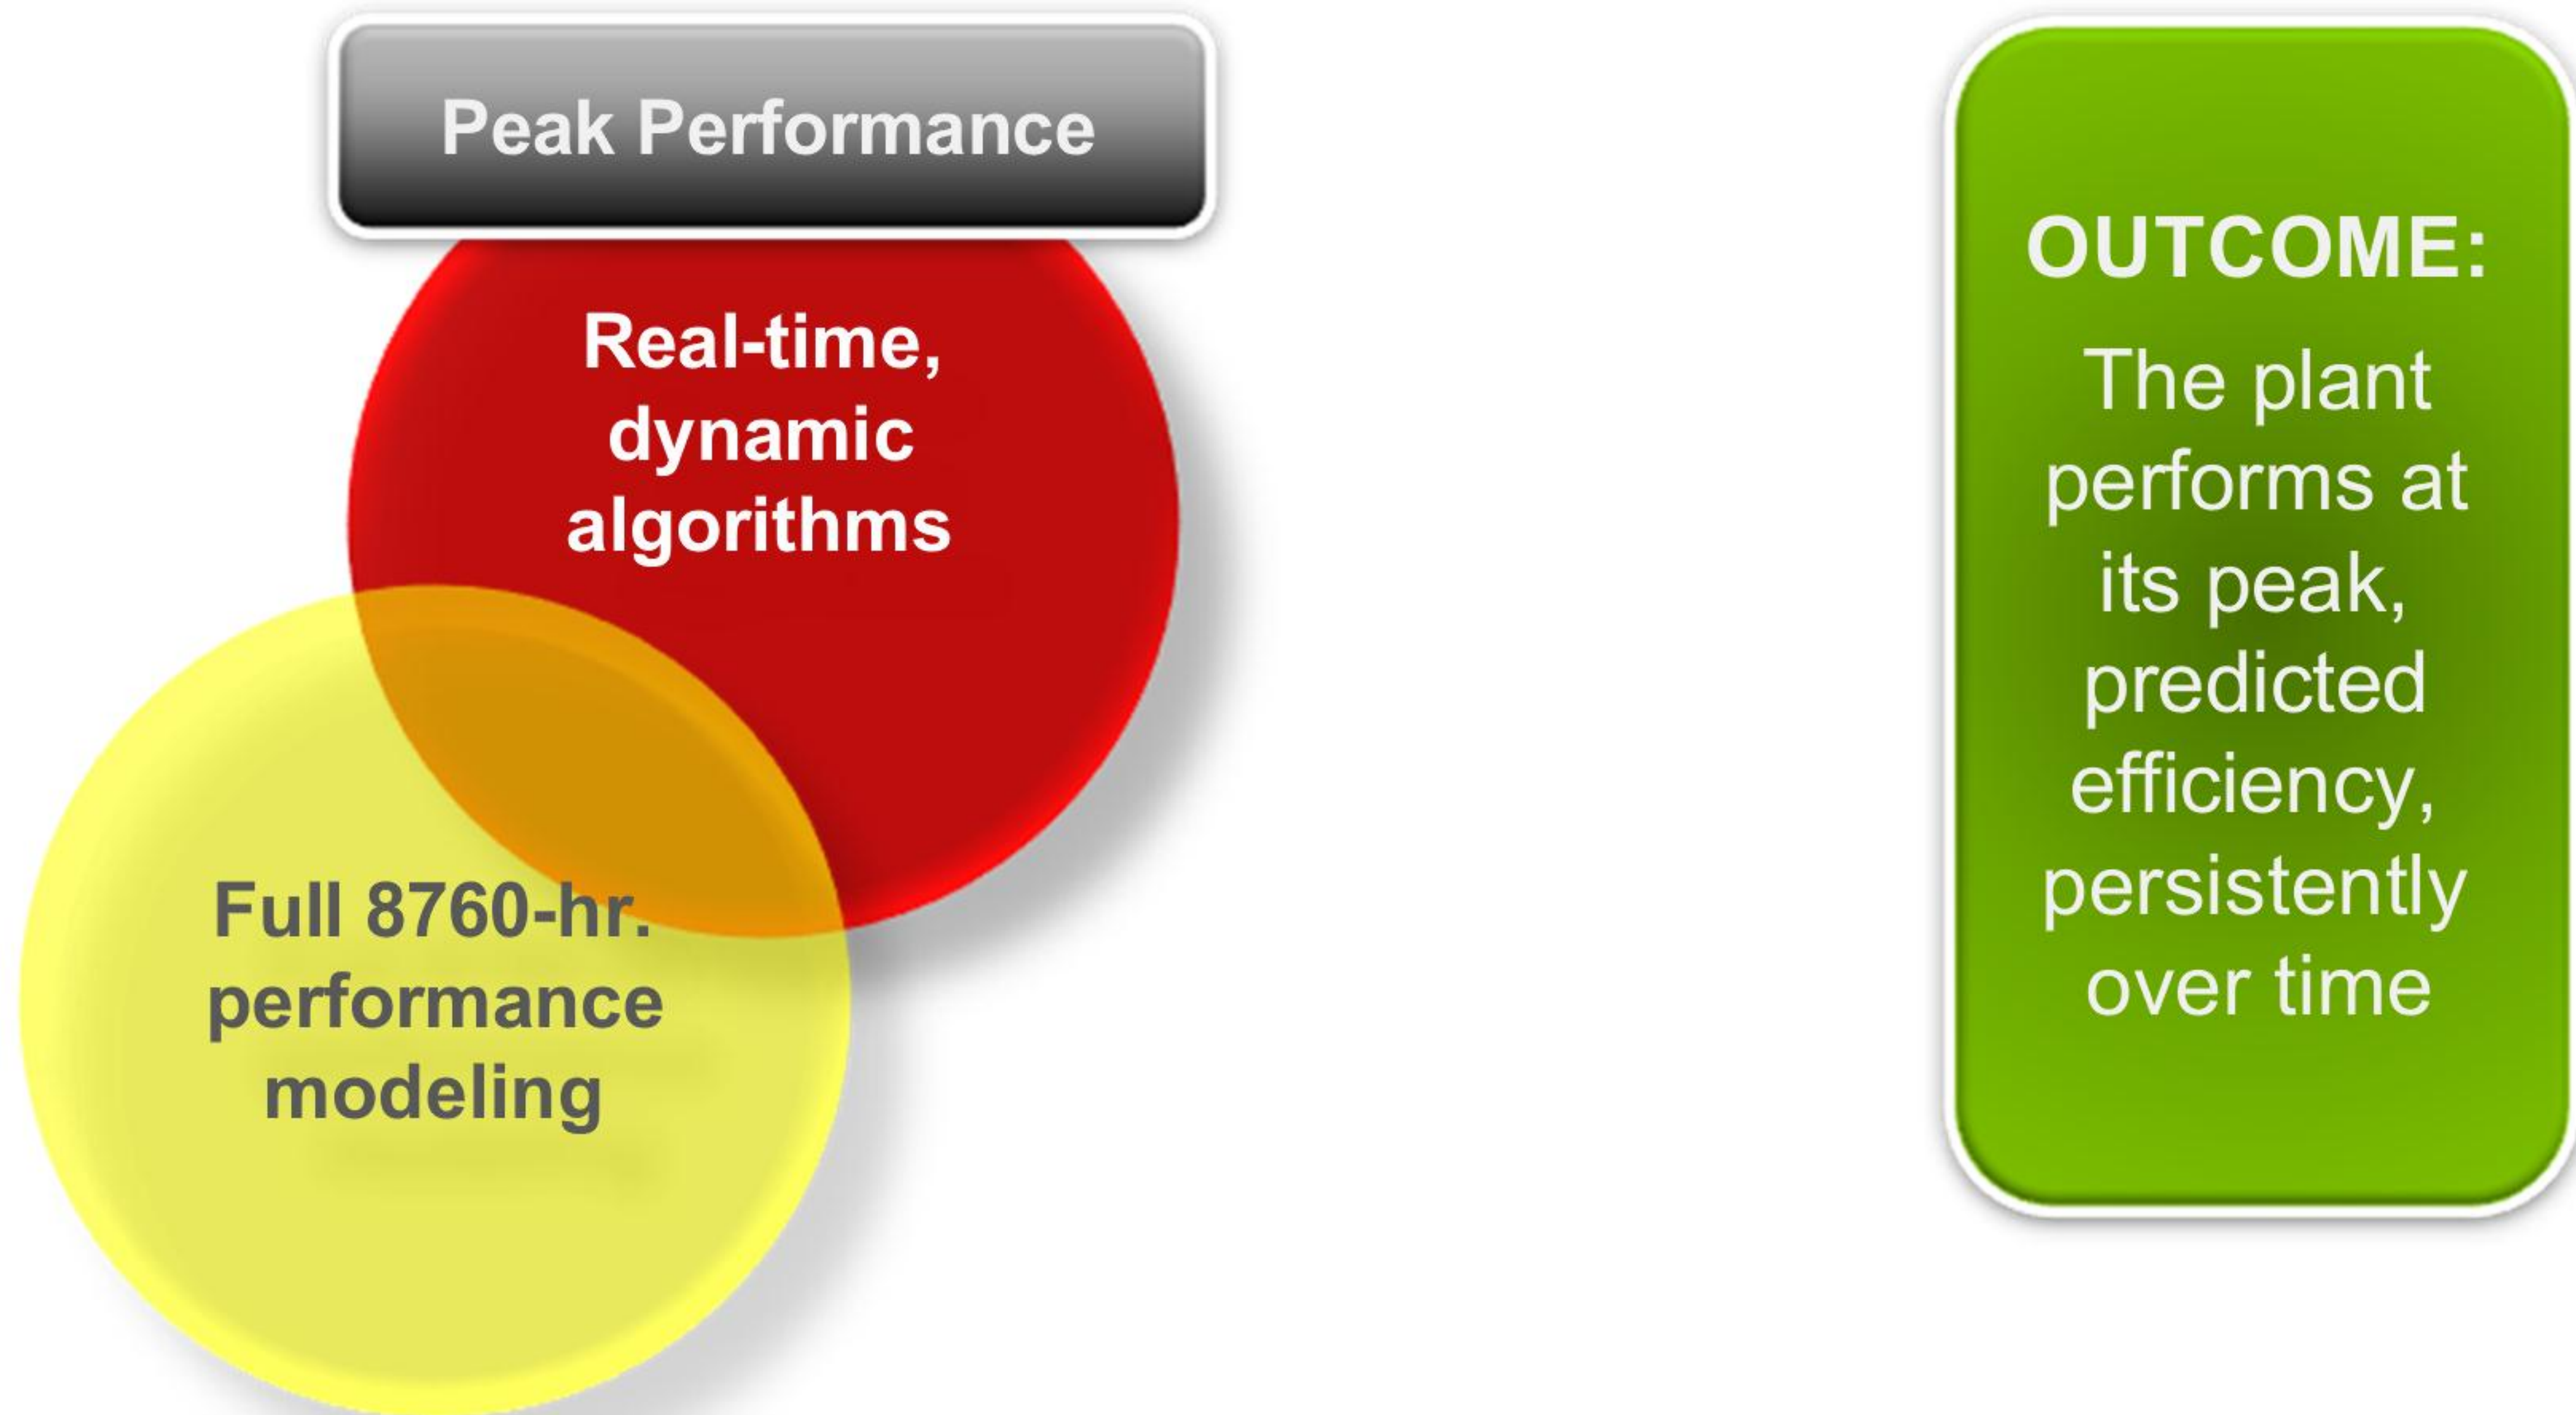 Peak Performance
Real-time,
dynamic
algorithms
Full 8760-hr.
performance
modeling
OUTCOME:
The plant
performs at
its peak,
predicted
efficiency,
persistently
over time